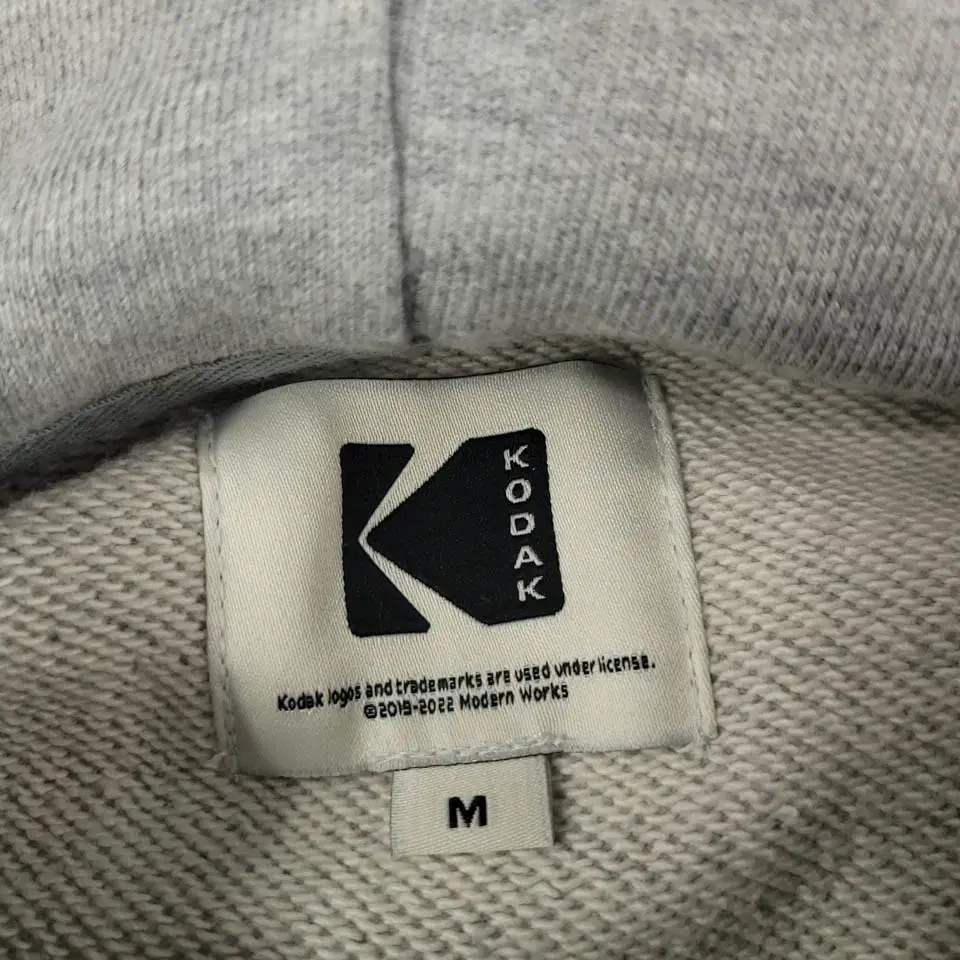 KODAK
Kodak logos and trademarks are used under license.
©2019-2022 Modern Works
M